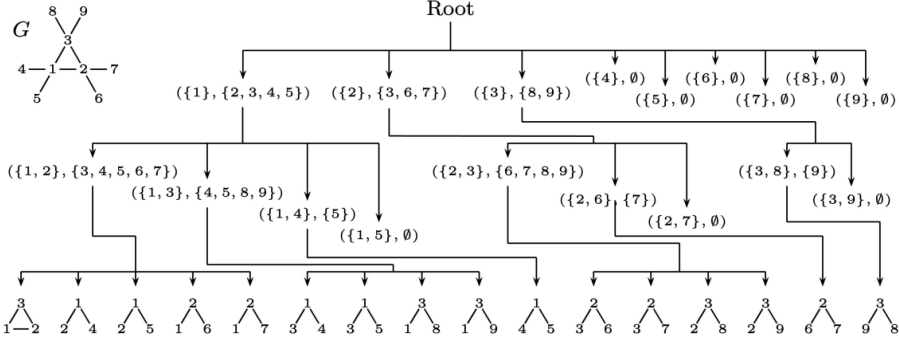 Root
8 9
G
3
4 1 2 7
5 6
({1}, {2, 3, 4, 5}) ({2}, {3, 6, 7}) ({3}, {8, 9}) ({4}, ∅) ({6}, ∅) ({8}, ∅)
({5}, ∅) ({7}, ∅) ({9}, ∅)
({1, 2}, {3, 4, 5, 6, 7}) ({2, 3}, {6, 7, 8, 9}) ({3, 8}, {9})
({1, 3}, {4, 5, 8, 9}) ({2, 6}, {7}) ({3, 9}, ∅)
({1, 4}, {5}) ({2, 7}, ∅)
({1, 5}, ∅)
3 1 1 2 2 1 1 3 3 1 2 2 3 3 2 3
1 2 2 4 2 5 1 6 1 7 3 4 3 5 1 8 1 9 4 5 3 6 3 7 2 8 2 9 6 7 9 8